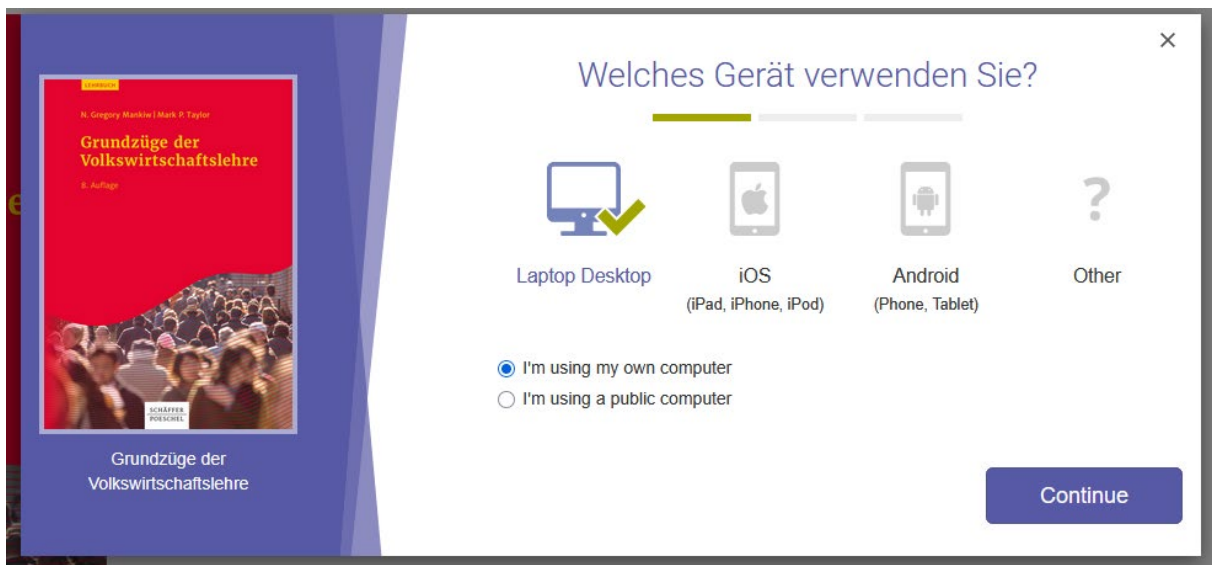 LEHRBUCH
N. Gregory Mankiw | Mark P. Taylor
Grundzüge der
Volkswirtschaftslehre
8. Auflage
SCHÄFFER
POESCHEL
Grundzüge der
Volkswirtschaftslehre
×
Welches Gerät verwenden Sie?
Laptop Desktop
iOS
(iPad, iPhone, iPod)
Android
(Phone, Tablet)
?
Other
I'm using my own computer
I'm using a public computer
Continue